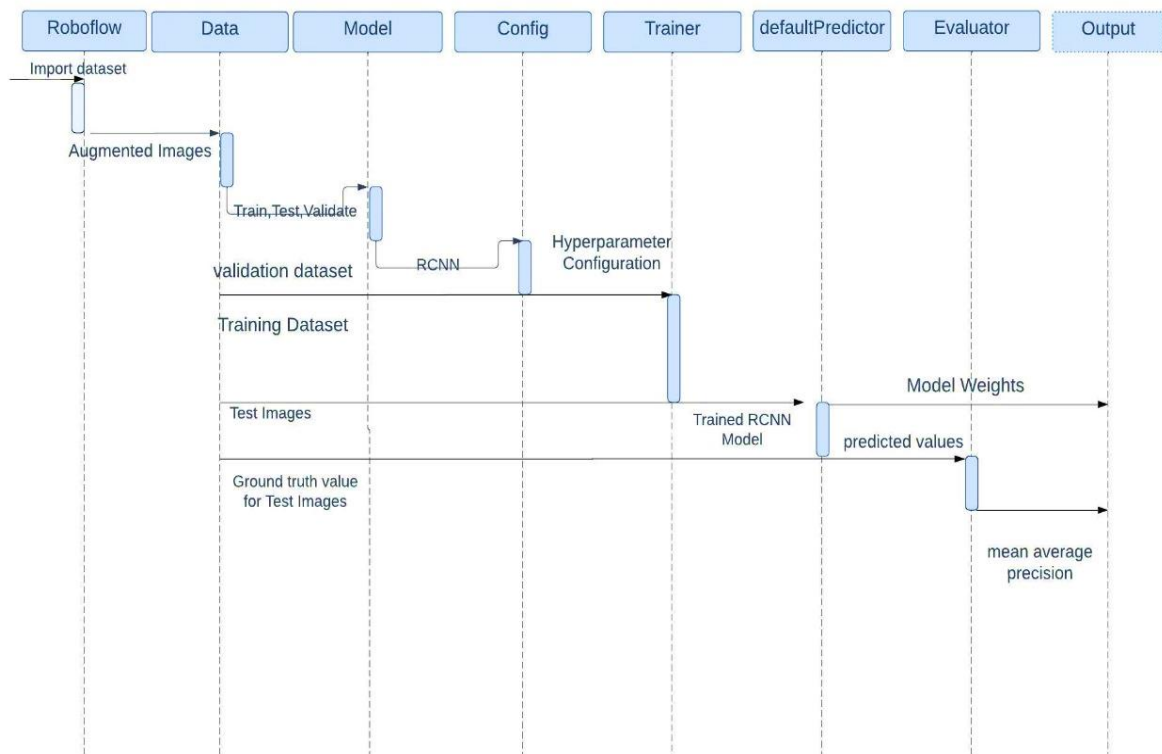 Roboflow
Data
Model
Config
Trainer
defaultPredictor
Evaluator
Output
Import dataset
Augmented Images
Train,Test,Validate
RCNN
Hyperparameter
Configuration
validation dataset
Training Dataset
Model Weights
Test Images
Trained RCNN
Model
predicted values
Ground truth value
for Test Images
mean average
precision